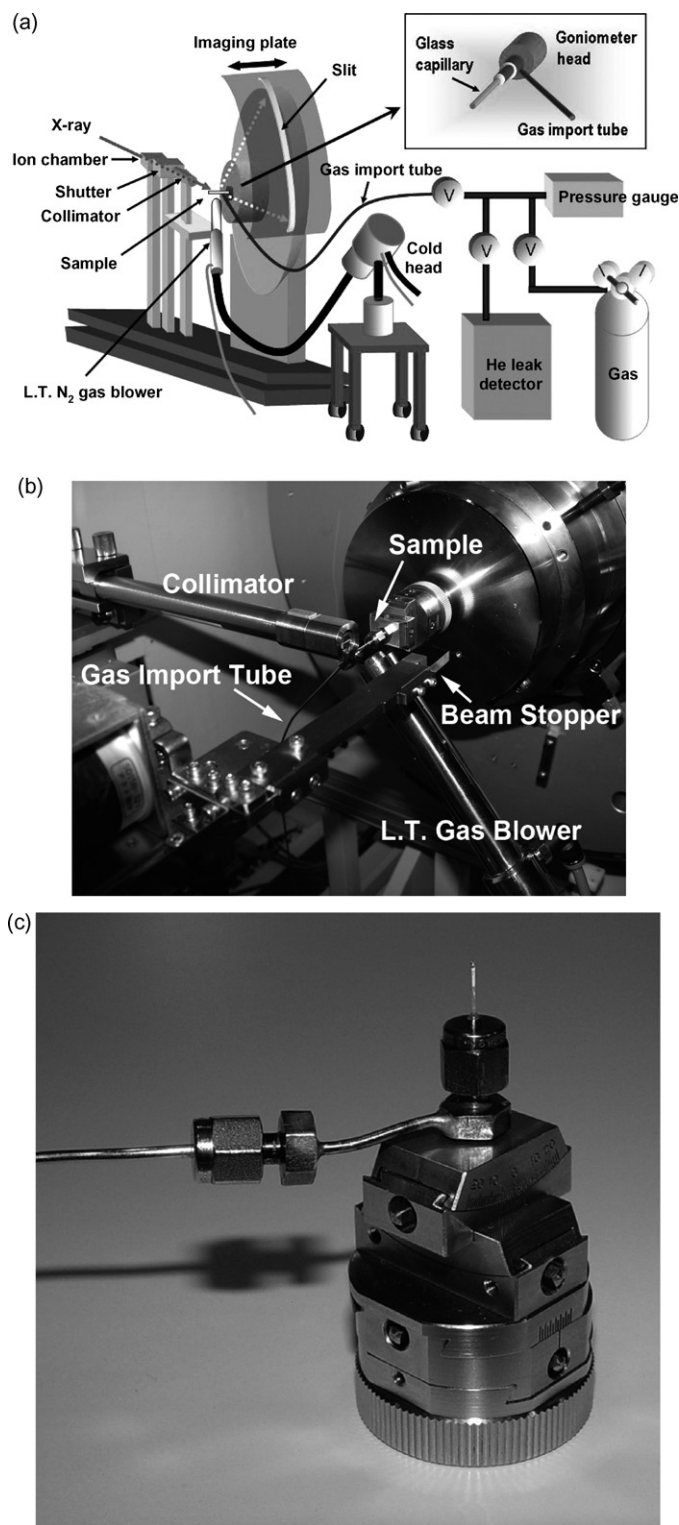 (a)
Imaging plate
Slit
X-ray
Ion chamber
Shutter
Collimator
Sample
L.T. N₂ gas blower
Gas import tube
Cold
head
Glass
capillary
Goniometer
head
Gas import tube
V
Pressure gauge
V
V
He leak
detector
Gas
(b)
Sample
Collimator
Gas Import Tube
Beam Stopper
L.T. Gas Blower
(c)